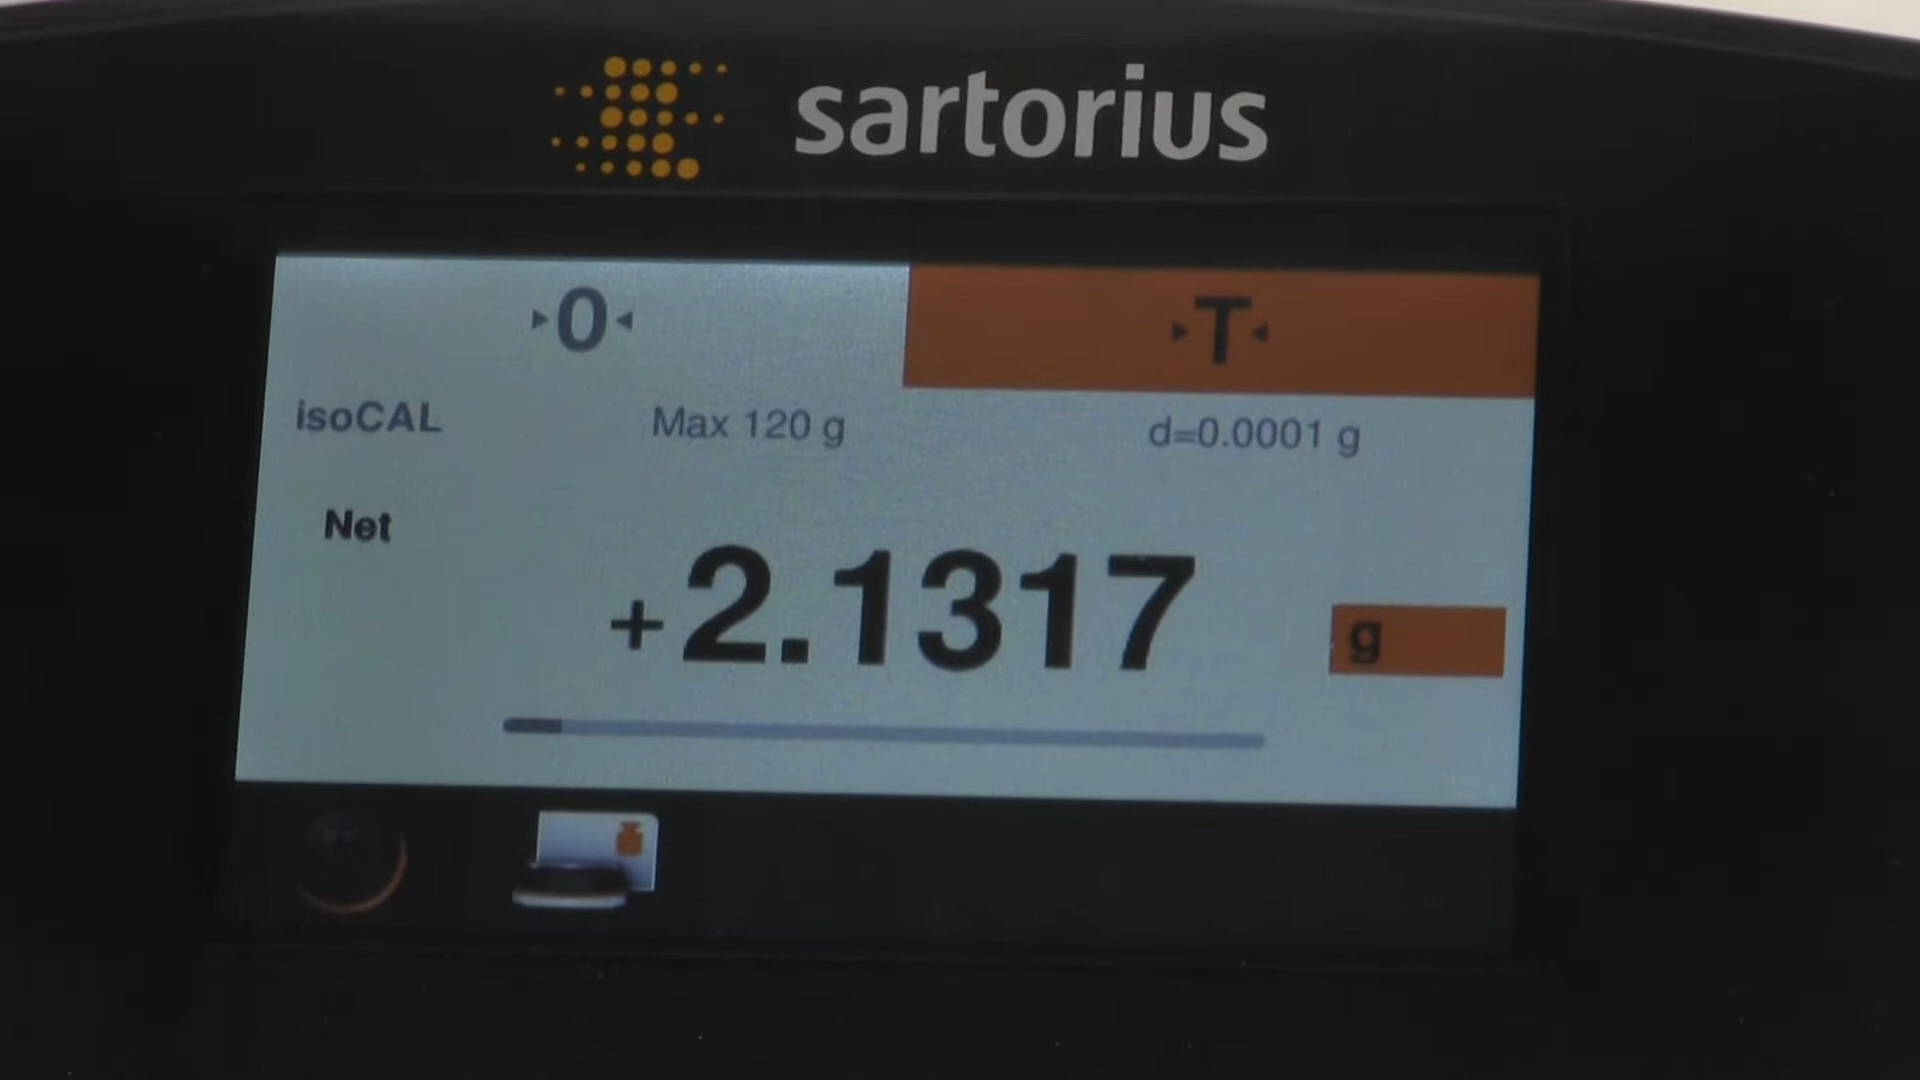 sartorius
▸0◂ ▸T◂
isoCAL Max 120 g d=0.0001 g
Net
+2.1317 g